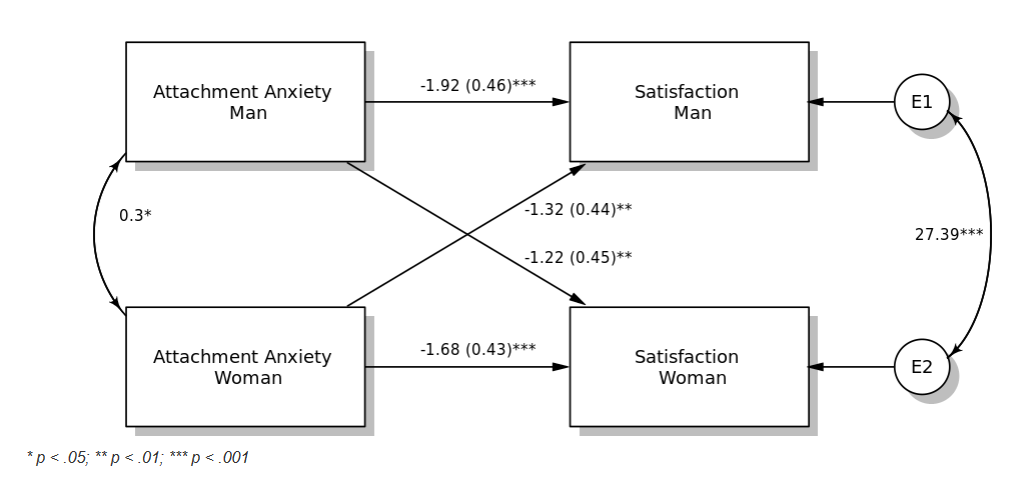 Attachment Anxiety
Man
-1.92 (0.46)***
Satisfaction
Man
E1
0.3*
-1.32 (0.44)**
27.39***
-1.22 (0.45)**
Attachment Anxiety
Woman
-1.68 (0.43)***
Satisfaction
Woman
E2
* p < .05; ** p < .01; *** p < .001